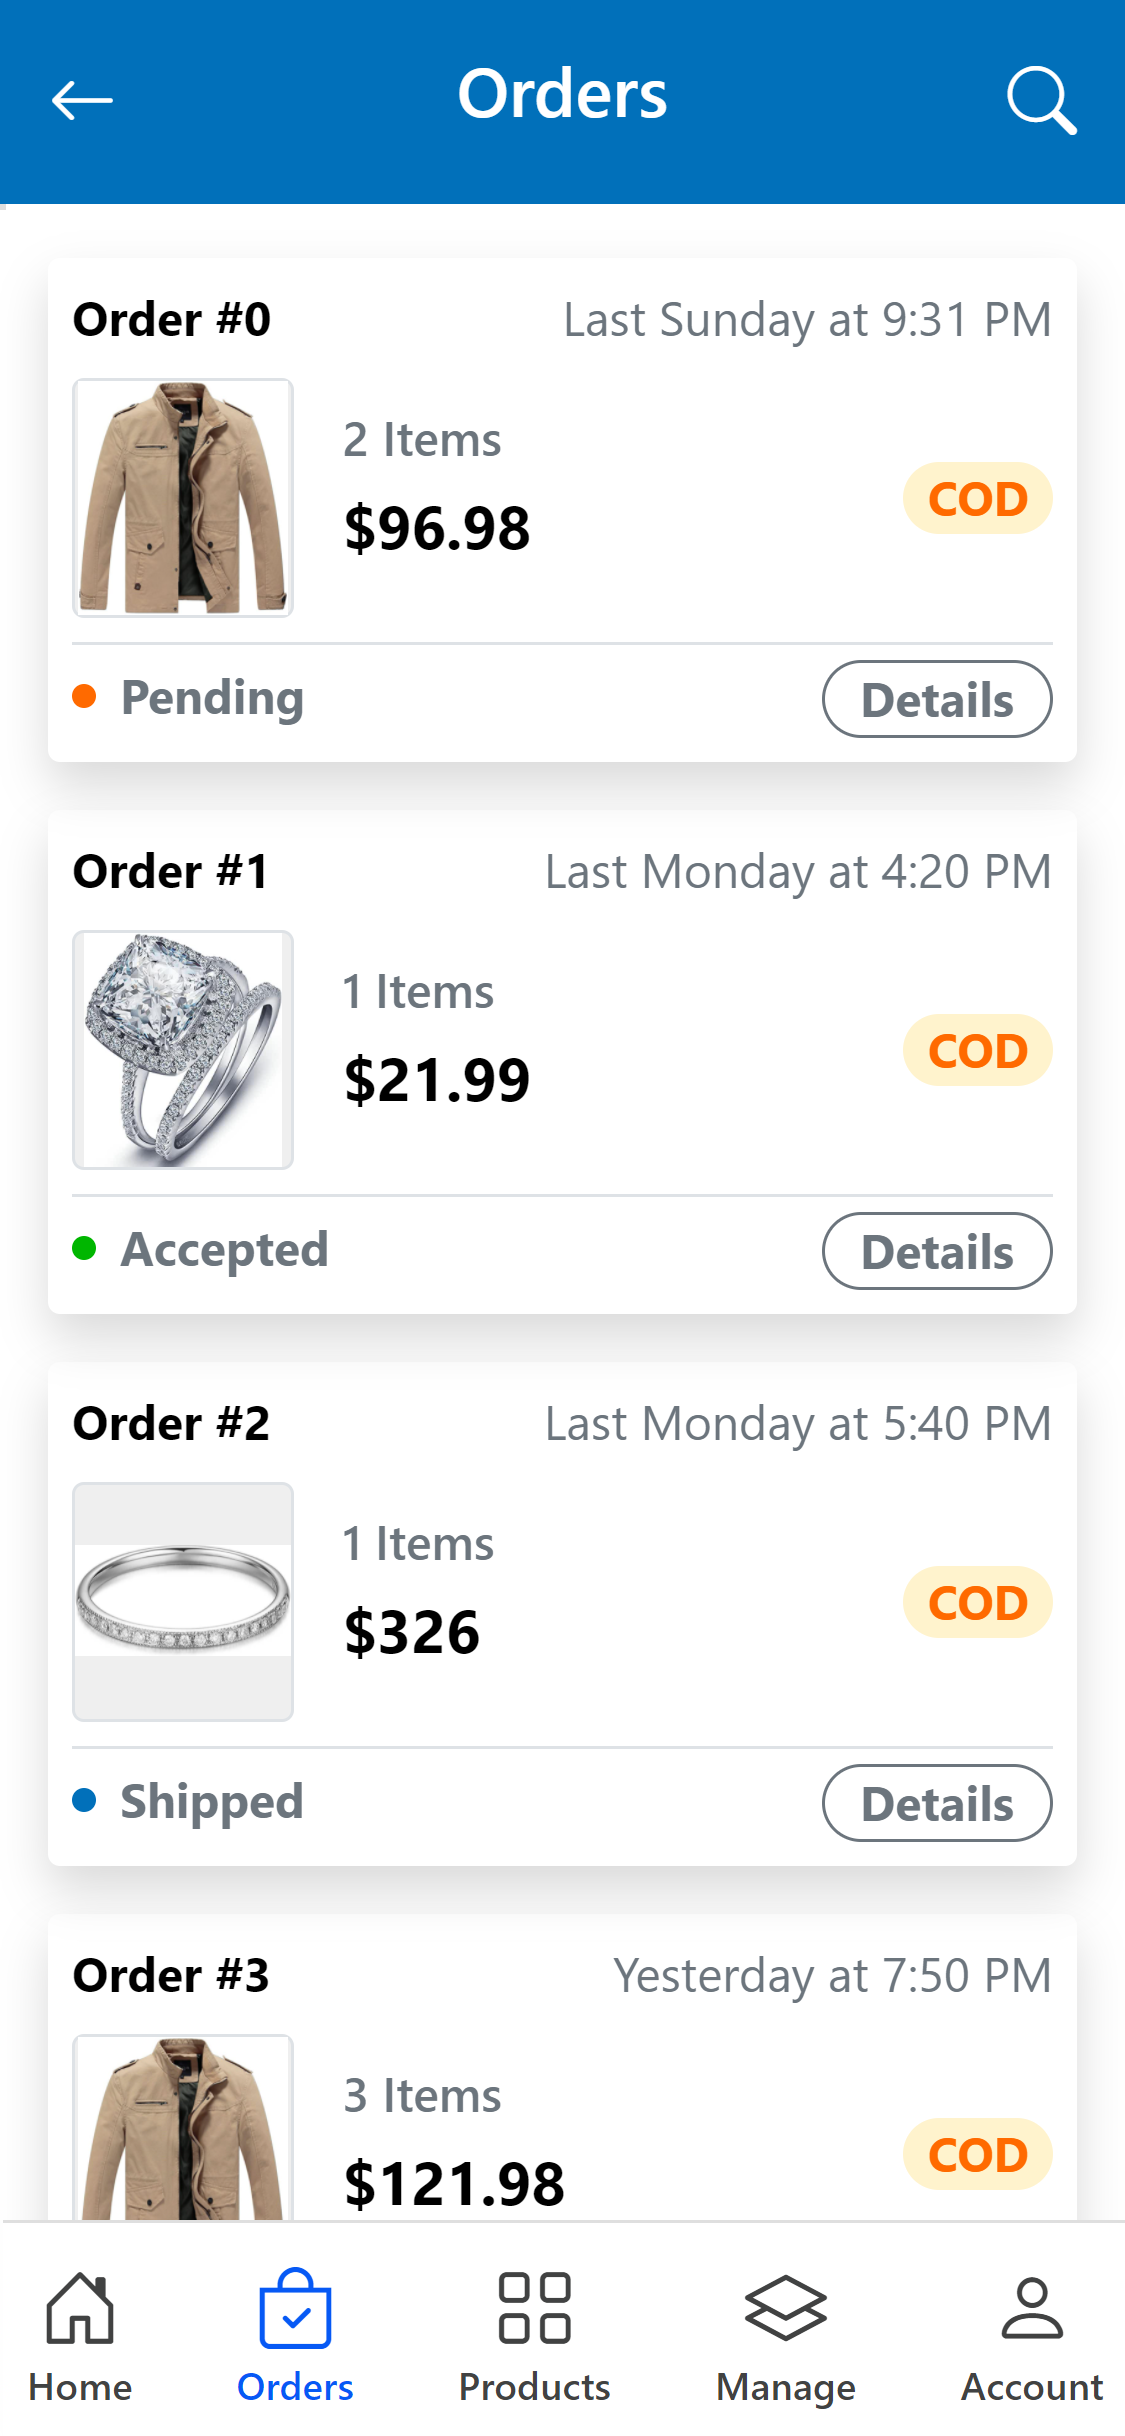 Orders
Order #0 Last Sunday at 9:31 PM
2 Items
$96.98
COD
Pending Details
Order #1 Last Monday at 4:20 PM
1 Items
$21.99
COD
Accepted Details
Order #2 Last Monday at 5:40 PM
1 Items
$326
COD
Shipped Details
Order #3 Yesterday at 7:50 PM
3 Items
$121.98
COD
Home Orders Products Manage Account